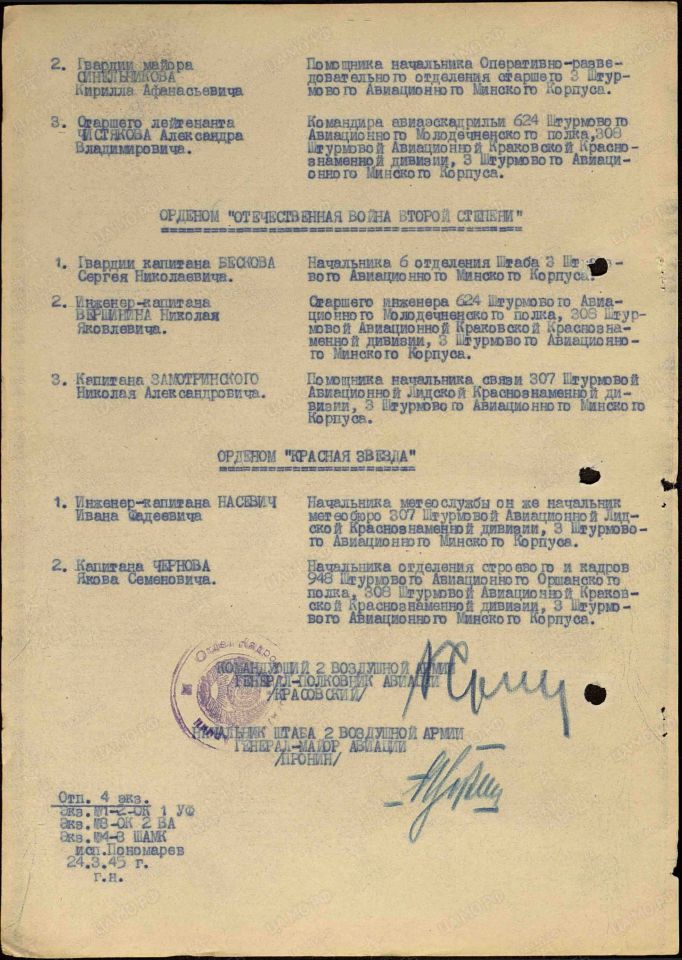 2. Гвардии майора
СИНЕЛЬНИКОВА
Кирилла Афанасьевича
Помощника начальника Оперативно-разве-
довательного отделения старшего 3 Штур-
мового Авиационного Минского Корпуса.
3. Старшего лейтенанта
ЧИСТЯКОВА Александра
Владимировича.
Командира авиаэскадрильи 624 Штурмового
Авиационного Молодечненского полка, 308
Штурмовой Авиационной Краковской Красно-
знаменной дивизии, 3 Штурмового Авиаци-
онного Минского Корпуса.
ОРДЕНОМ "ОТЕЧЕСТВЕННАЯ ВОЙНА ВТОРОЙ СТЕПЕНИ"
1. Гвардии капитана БЕСКОВА
Сергея Николаевича.
Начальника 6 отделения Штаба 3
вого Авиационного Минского Корпуса.
2. Инженер-капитана
ВЕРШИНИНА Николая
Яковлевича.
Старшего инженера 624 Штурмового Авиа-
ционного Молодечненского полка, 308 Штур-
мовой Авиационной Краковской Краснозна-
менной дивизии, 3 Штурмового Авиационно-
го Минского Корпуса.
3. Капитана ЗАМОТРИНСКОГО
Николая Александровича.
Помощника начальника связи 307 Штурмовой
Авиационной Лидской Краснознаменной ди-
визии, 3 Штурмового Авиационного Минского
Корпуса.
ОРДЕНОМ "КРАСНАЯ ЗВЕЗДА"
1. Инженер-капитана НАСЕВИЧ
Ивана Фадеевича
Начальника метеослужбы он же начальник
метеобюро 307 Штурмовой Авиационной Лид-
ской Краснознаменной дивизии, 3 Штурмово-
го Авиационного Минского Корпуса.
2. Капитана ЧЕРНОВА
Якова Семеновича.
Начальника отделения строевого и кадров
948 Штурмового Авиационного Оршанского
полка, 308 Штурмовой Авиационной Краков-
ской Краснознаменной дивизии, 3 Штурмо-
вого Авиационного Минского Корпуса.
Отдел кадров
КОМАНДУЮЩИЙ 2 ВОЗДУШНОЙ АРМИИ
ГЕНЕРАЛ-ПОЛКОВНИК АВИАЦИИ
/КРАСОВСКИЙ/
НАЧАЛЬНИК ШТАБА 2 ВОЗДУШНОЙ АРМИИ
ГЕНЕРАЛ-МАЙОР АВИАЦИИ
/ПРОНИН/
Отп. 4 экз.
Экз.№1-2-ОК 1 УФ
Экз.№3-ОК 2 ВА
Экз.№4-3 ШАМК
исп.Пономарев
24.3.45 г.
г.н.